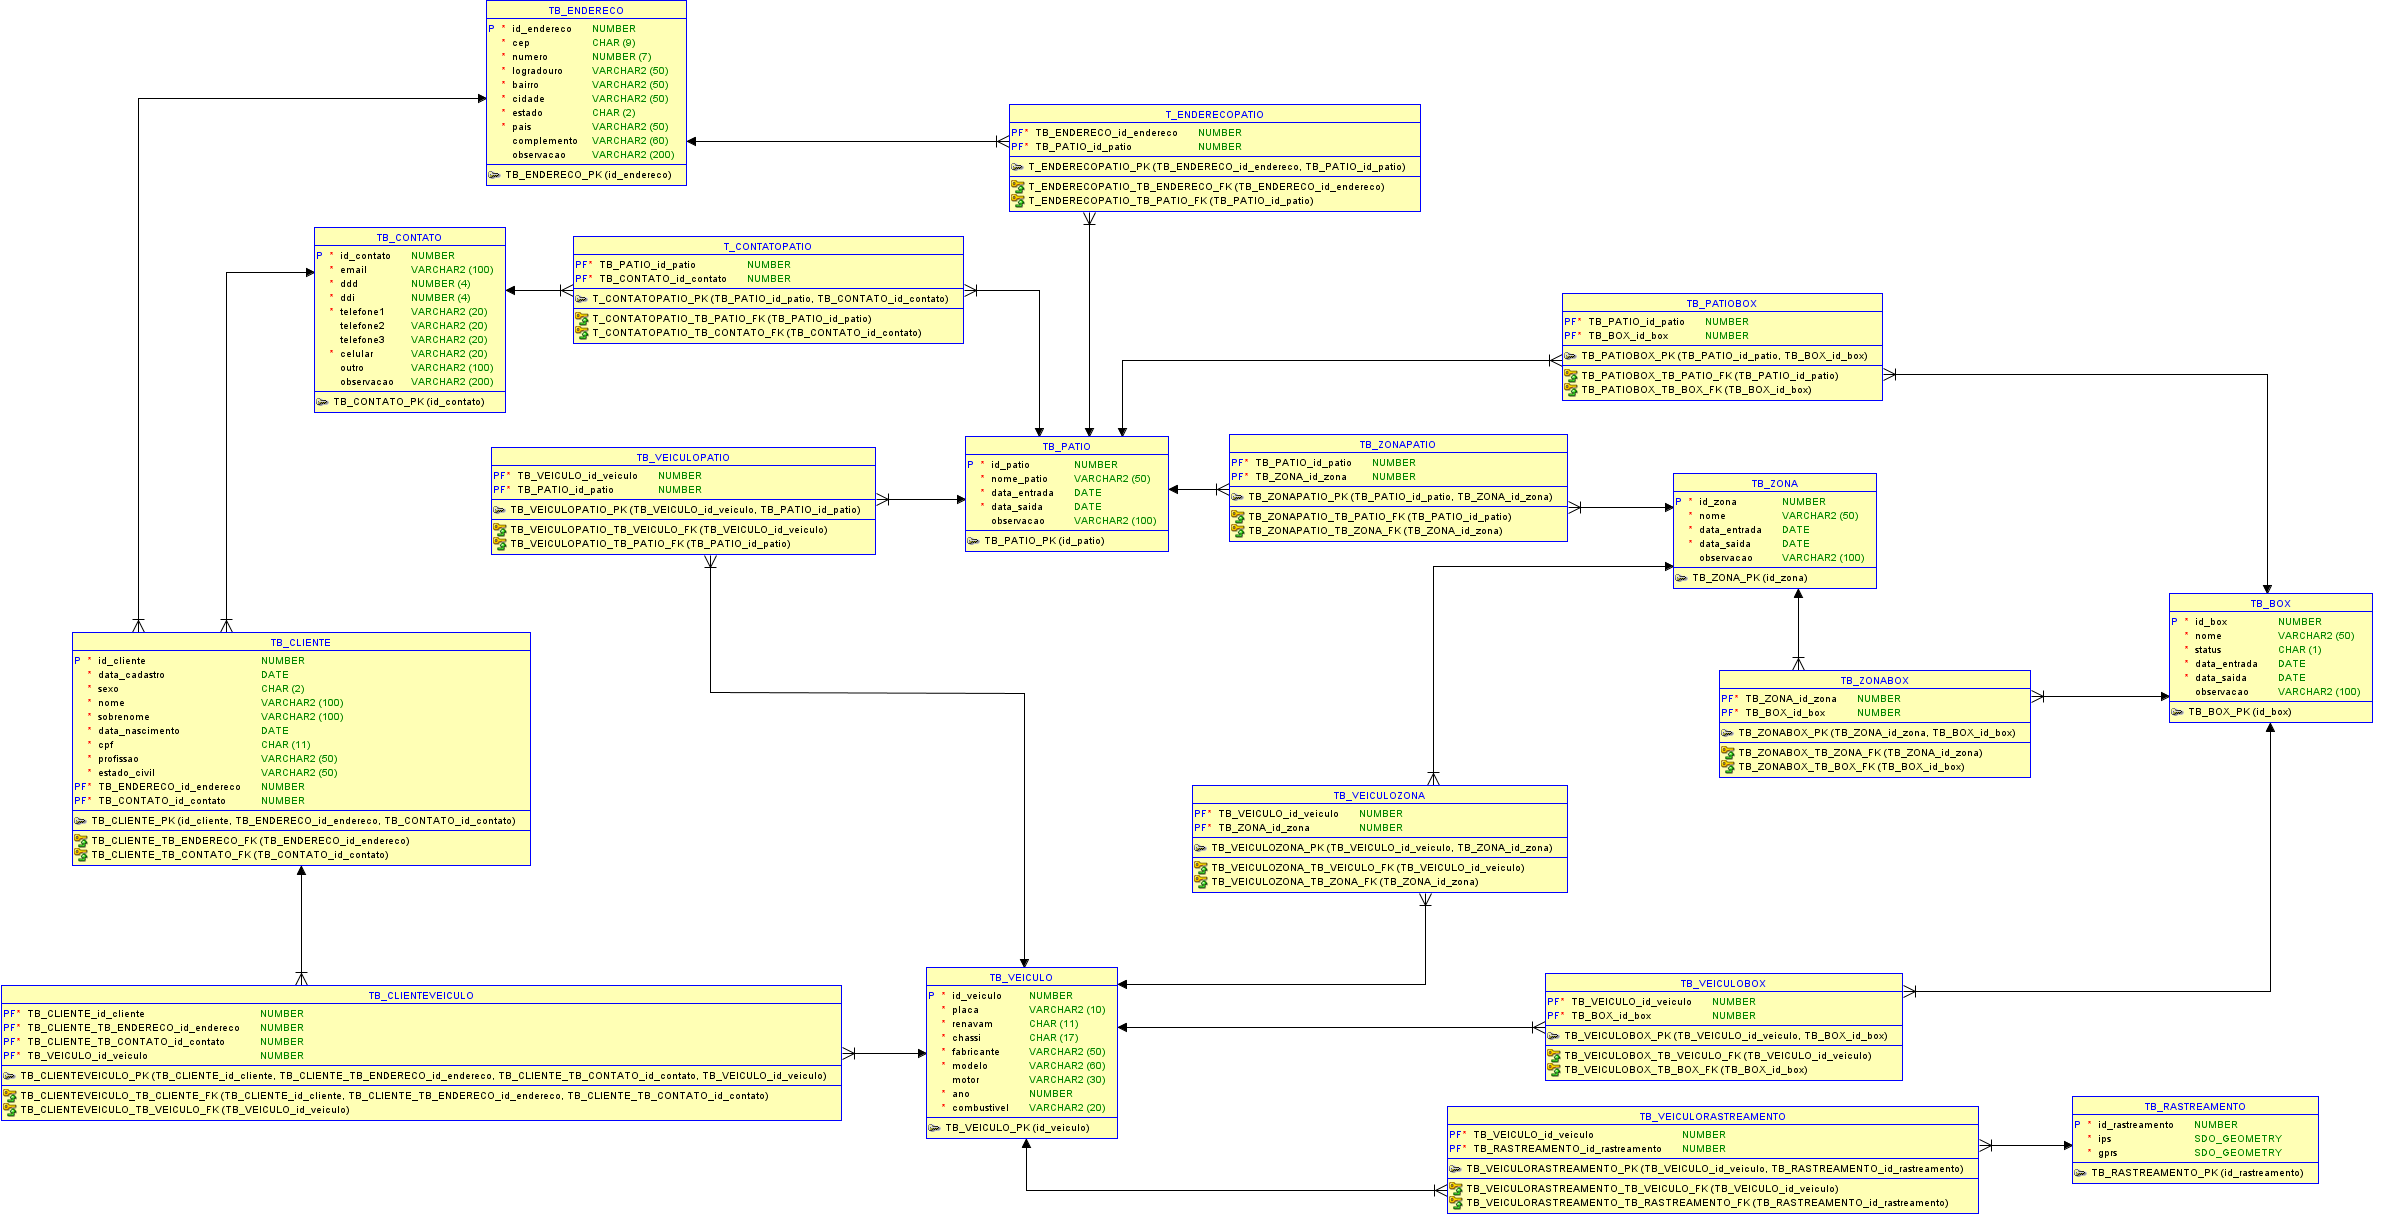 TB_ENDERECO
P * id_endereco NUMBER
* cep CHAR (9)
* numero NUMBER (7)
* logradouro VARCHAR2 (50)
* bairro VARCHAR2 (50)
* cidade VARCHAR2 (50)
* estado CHAR (2)
* pais VARCHAR2 (50)
complemento VARCHAR2 (60)
observacao VARCHAR2 (200)
TB_ENDERECO_PK (id_endereco)
T_ENDERECOPATIO
PF* TB_ENDERECO_id_endereco NUMBER
PF* TB_PATIO_id_patio NUMBER
T_ENDERECOPATIO_PK (TB_ENDERECO_id_endereco, TB_PATIO_id_patio)
T_ENDERECOPATIO_TB_ENDERECO_FK (TB_ENDERECO_id_endereco)
T_ENDERECOPATIO_TB_PATIO_FK (TB_PATIO_id_patio)
TB_CONTATO
P * id_contato NUMBER
* email VARCHAR2 (100)
* ddd NUMBER (4)
* ddi NUMBER (4)
* telefone1 VARCHAR2 (20)
telefone2 VARCHAR2 (20)
telefone3 VARCHAR2 (20)
* celular VARCHAR2 (20)
outro VARCHAR2 (100)
observacao VARCHAR2 (200)
TB_CONTATO_PK (id_contato)
T_CONTATOPATIO
PF* TB_PATIO_id_patio NUMBER
PF* TB_CONTATO_id_contato NUMBER
T_CONTATOPATIO_PK (TB_PATIO_id_patio, TB_CONTATO_id_contato)
T_CONTATOPATIO_TB_PATIO_FK (TB_PATIO_id_patio)
T_CONTATOPATIO_TB_CONTATO_FK (TB_CONTATO_id_contato)
TB_PATIOBOX
PF* TB_PATIO_id_patio NUMBER
PF* TB_BOX_id_box NUMBER
TB_PATIOBOX_PK (TB_PATIO_id_patio, TB_BOX_id_box)
TB_PATIOBOX_TB_PATIO_FK (TB_PATIO_id_patio)
TB_PATIOBOX_TB_BOX_FK (TB_BOX_id_box)
TB_VEICULOPATIO
PF* TB_VEICULO_id_veiculo NUMBER
PF* TB_PATIO_id_patio NUMBER
TB_VEICULOPATIO_PK (TB_VEICULO_id_veiculo, TB_PATIO_id_patio)
TB_VEICULOPATIO_TB_VEICULO_FK (TB_VEICULO_id_veiculo)
TB_VEICULOPATIO_TB_PATIO_FK (TB_PATIO_id_patio)
TB_PATIO
P * id_patio NUMBER
* nome_patio VARCHAR2 (50)
* data_entrada DATE
* data_saida DATE
observacao VARCHAR2 (100)
TB_PATIO_PK (id_patio)
TB_ZONAPATIO
PF* TB_PATIO_id_patio NUMBER
PF* TB_ZONA_id_zona NUMBER
TB_ZONAPATIO_PK (TB_PATIO_id_patio, TB_ZONA_id_zona)
TB_ZONAPATIO_TB_PATIO_FK (TB_PATIO_id_patio)
TB_ZONAPATIO_TB_ZONA_FK (TB_ZONA_id_zona)
TB_ZONA
P * id_zona NUMBER
* nome VARCHAR2 (50)
* data_entrada DATE
* data_saida DATE
observacao VARCHAR2 (100)
TB_ZONA_PK (id_zona)
TB_BOX
P * id_box NUMBER
* nome VARCHAR2 (50)
* status CHAR (1)
* data_entrada DATE
* data_saida DATE
observacao VARCHAR2 (100)
TB_BOX_PK (id_box)
TB_CLIENTE
P * id_cliente NUMBER
* data_cadastro DATE
* sexo CHAR (2)
* nome VARCHAR2 (100)
* sobrenome VARCHAR2 (100)
* data_nascimento DATE
* cpf CHAR (11)
* profissao VARCHAR2 (50)
* estado_civil VARCHAR2 (50)
PF* TB_ENDERECO_id_endereco NUMBER
PF* TB_CONTATO_id_contato NUMBER
TB_CLIENTE_PK (id_cliente, TB_ENDERECO_id_endereco, TB_CONTATO_id_contato)
TB_CLIENTE_TB_ENDERECO_FK (TB_ENDERECO_id_endereco)
TB_CLIENTE_TB_CONTATO_FK (TB_CONTATO_id_contato)
TB_ZONABOX
PF* TB_ZONA_id_zona NUMBER
PF* TB_BOX_id_box NUMBER
TB_ZONABOX_PK (TB_ZONA_id_zona, TB_BOX_id_box)
TB_ZONABOX_TB_ZONA_FK (TB_ZONA_id_zona)
TB_ZONABOX_TB_BOX_FK (TB_BOX_id_box)
TB_VEICULOZONA
PF* TB_VEICULO_id_veiculo NUMBER
PF* TB_ZONA_id_zona NUMBER
TB_VEICULOZONA_PK (TB_VEICULO_id_veiculo, TB_ZONA_id_zona)
TB_VEICULOZONA_TB_VEICULO_FK (TB_VEICULO_id_veiculo)
TB_VEICULOZONA_TB_ZONA_FK (TB_ZONA_id_zona)
TB_CLIENTEVEICULO
PF* TB_CLIENTE_id_cliente NUMBER
PF* TB_CLIENTE_TB_ENDERECO_id_endereco NUMBER
PF* TB_CLIENTE_TB_CONTATO_id_contato NUMBER
PF* TB_VEICULO_id_veiculo NUMBER
TB_CLIENTEVEICULO_PK (TB_CLIENTE_id_cliente, TB_CLIENTE_TB_ENDERECO_id_endereco, TB_CLIENTE_TB_CONTATO_id_contato, TB_VEICULO_id_veiculo)
TB_CLIENTEVEICULO_TB_CLIENTE_FK (TB_CLIENTE_id_cliente, TB_CLIENTE_TB_ENDERECO_id_endereco, TB_CLIENTE_TB_CONTATO_id_contato)
TB_CLIENTEVEICULO_TB_VEICULO_FK (TB_VEICULO_id_veiculo)
TB_VEICULO
P * id_veiculo NUMBER
* placa VARCHAR2 (10)
* renavam CHAR (11)
* chassi CHAR (17)
* fabricante VARCHAR2 (50)
* modelo VARCHAR2 (60)
motor VARCHAR2 (30)
* ano NUMBER
* combustivel VARCHAR2 (20)
TB_VEICULO_PK (id_veiculo)
TB_VEICULOBOX
PF* TB_VEICULO_id_veiculo NUMBER
PF* TB_BOX_id_box NUMBER
TB_VEICULOBOX_PK (TB_VEICULO_id_veiculo, TB_BOX_id_box)
TB_VEICULOBOX_TB_VEICULO_FK (TB_VEICULO_id_veiculo)
TB_VEICULOBOX_TB_BOX_FK (TB_BOX_id_box)
TB_VEICULORASTREAMENTO
PF* TB_VEICULO_id_veiculo NUMBER
PF* TB_RASTREAMENTO_id_rastreamento NUMBER
TB_VEICULORASTREAMENTO_PK (TB_VEICULO_id_veiculo, TB_RASTREAMENTO_id_rastreamento)
TB_VEICULORASTREAMENTO_TB_VEICULO_FK (TB_VEICULO_id_veiculo)
TB_VEICULORASTREAMENTO_TB_RASTREAMENTO_FK (TB_RASTREAMENTO_id_rastreamento)
TB_RASTREAMENTO
P * id_rastreamento NUMBER
* ips SDO_GEOMETRY
* gprs SDO_GEOMETRY
TB_RASTREAMENTO_PK (id_rastreamento)